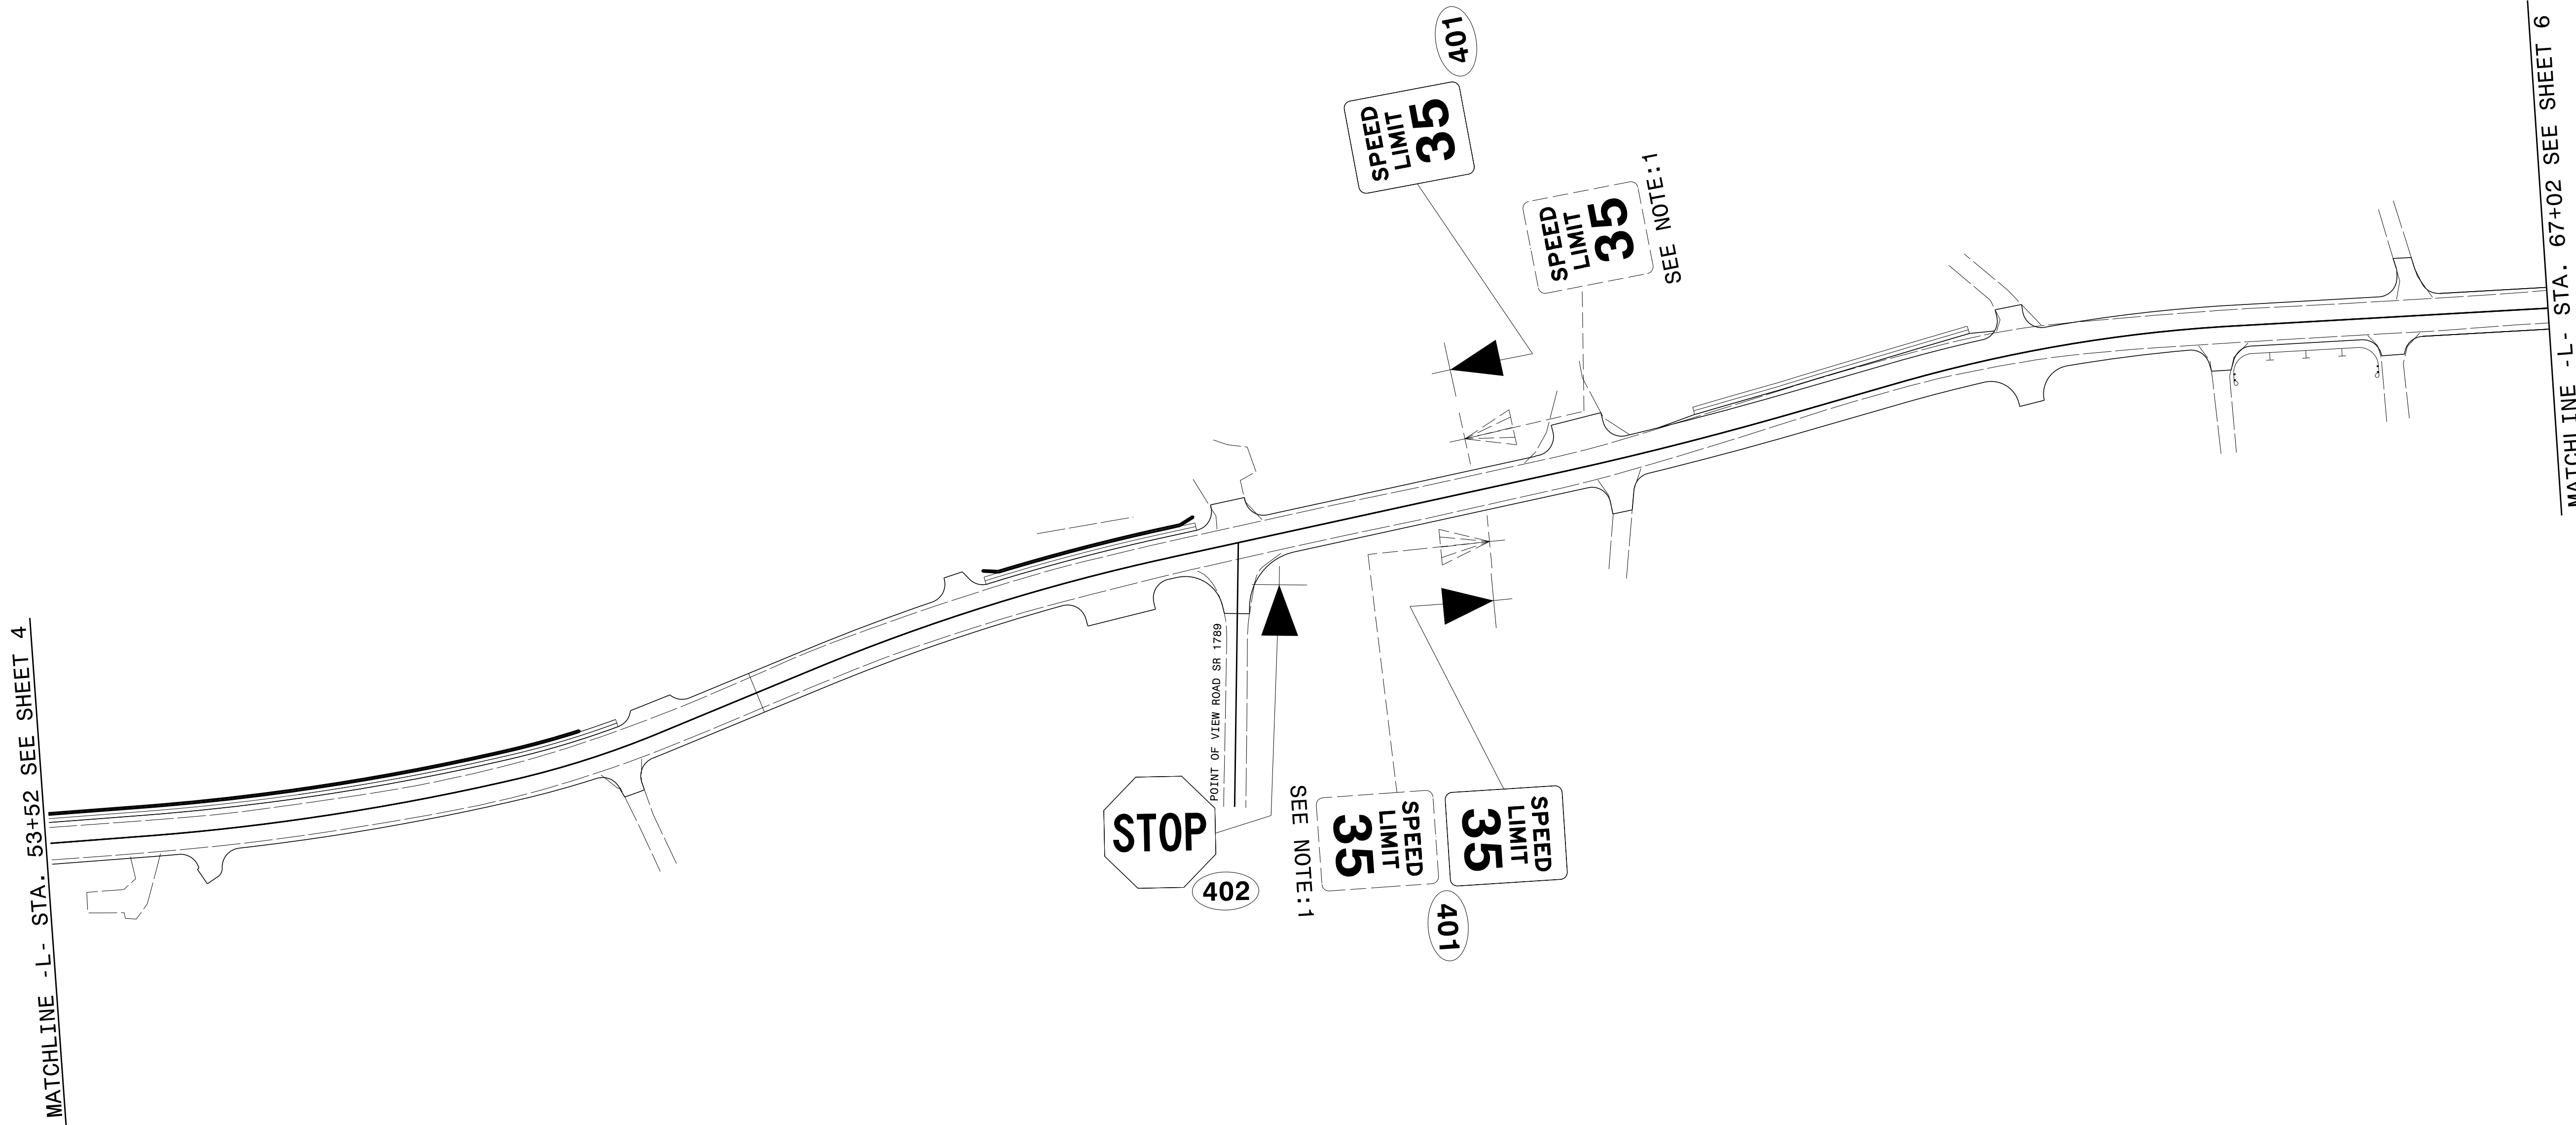 401
SPEED
LIMIT
35
SPEED
LIMIT
35
SEE NOTE:1
MATCHLINE -L- STA. 67+02 SEE SHEET 6
MATCHLINE -L- STA. 53+52 SEE SHEET 4
POINT OF VIEW ROAD SR 1789
STOP
402
SEE NOTE:1
SPEED
LIMIT
35
SPEED
LIMIT
35
401